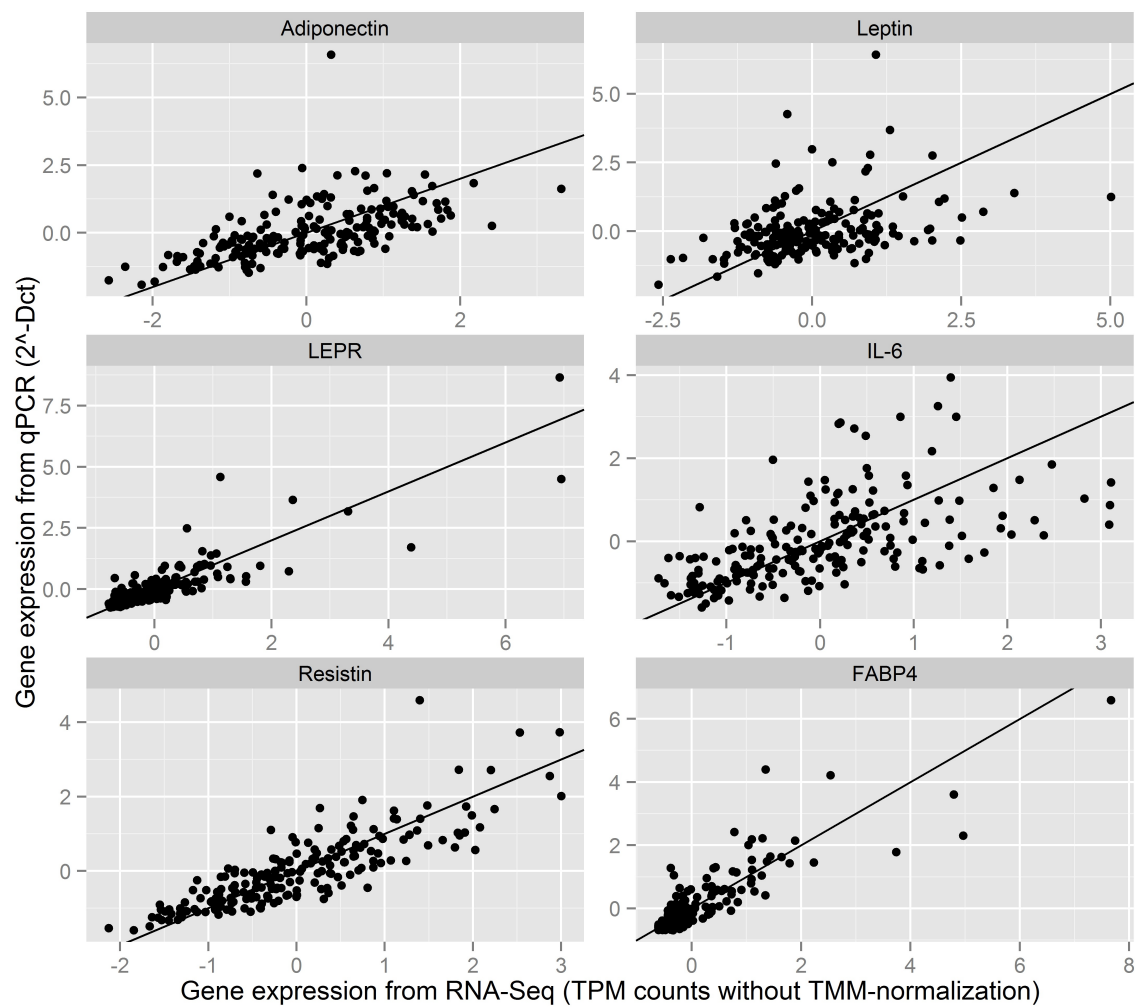 Adiponectin
5.0
2.5
0.0
-2 0 2
Leptin
5.0
2.5
0.0
-2.5 0.0 2.5 5.0
LEPR
7.5
5.0
2.5
0.0
0 2 4 6
IL-6
4
2
0
-1 0 1 2 3
Resistin
4
2
0
-2 -1 0 1 2 3
FABP4
6
4
2
0
0 2 4 6 8
Gene expression from qPCR (2^-Dct)
Gene expression from RNA-Seq (TPM counts without TMM-normalization)